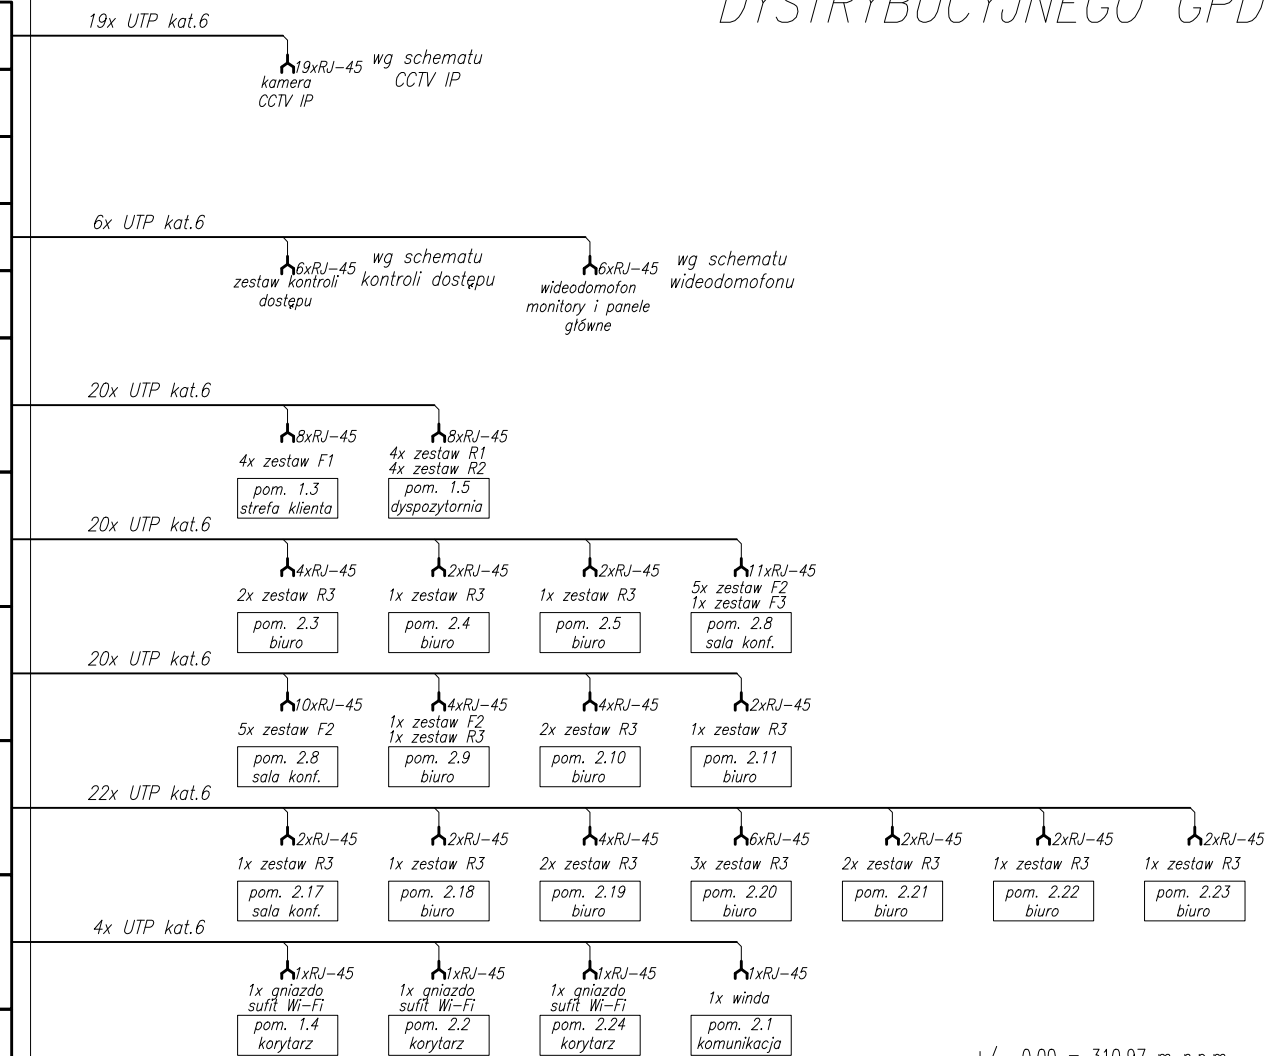 DYSTRYBUCYJNEGO GPD
19x UTP kat.6
19xRJ-45
kamera
CCTV IP
wg schematu
CCTV IP
6x UTP kat.6
6xRJ-45
zestaw kontroli
dostępu
wg schematu
kontroli dostępu
6xRJ-45
wideodomofon
monitory i panele
główne
wg schematu
wideodomofonu
20x UTP kat.6
8xRJ-45
4x zestaw F1
pom. 1.3
strefa klienta
8xRJ-45
4x zestaw R1
4x zestaw R2
pom. 1.5
dyspozytornia
20x UTP kat.6
4xRJ-45
2x zestaw R3
pom. 2.3
biuro
2xRJ-45
1x zestaw R3
pom. 2.4
biuro
2xRJ-45
1x zestaw R3
pom. 2.5
biuro
11xRJ-45
5x zestaw F2
1x zestaw F3
pom. 2.8
sala konf.
20x UTP kat.6
10xRJ-45
5x zestaw F2
pom. 2.8
sala konf.
4xRJ-45
1x zestaw F2
1x zestaw R3
pom. 2.9
biuro
4xRJ-45
2x zestaw R3
pom. 2.10
biuro
2xRJ-45
1x zestaw R3
pom. 2.11
biuro
22x UTP kat.6
2xRJ-45
1x zestaw R3
pom. 2.17
sala konf.
2xRJ-45
1x zestaw R3
pom. 2.18
biuro
4xRJ-45
2x zestaw R3
pom. 2.19
biuro
6xRJ-45
3x zestaw R3
pom. 2.20
biuro
2xRJ-45
2x zestaw R3
pom. 2.21
biuro
2xRJ-45
1x zestaw R3
pom. 2.22
biuro
2xRJ-45
1x zestaw R3
pom. 2.23
biuro
4x UTP kat.6
1xRJ-45
1x gniazdo
sufit Wi-Fi
pom. 1.4
korytarz
1xRJ-45
1x gniazdo
sufit Wi-Fi
pom. 2.2
korytarz
1xRJ-45
1x gniazdo
sufit Wi-Fi
pom. 2.24
korytarz
1xRJ-45
1x winda
pom. 2.1
komunikacja